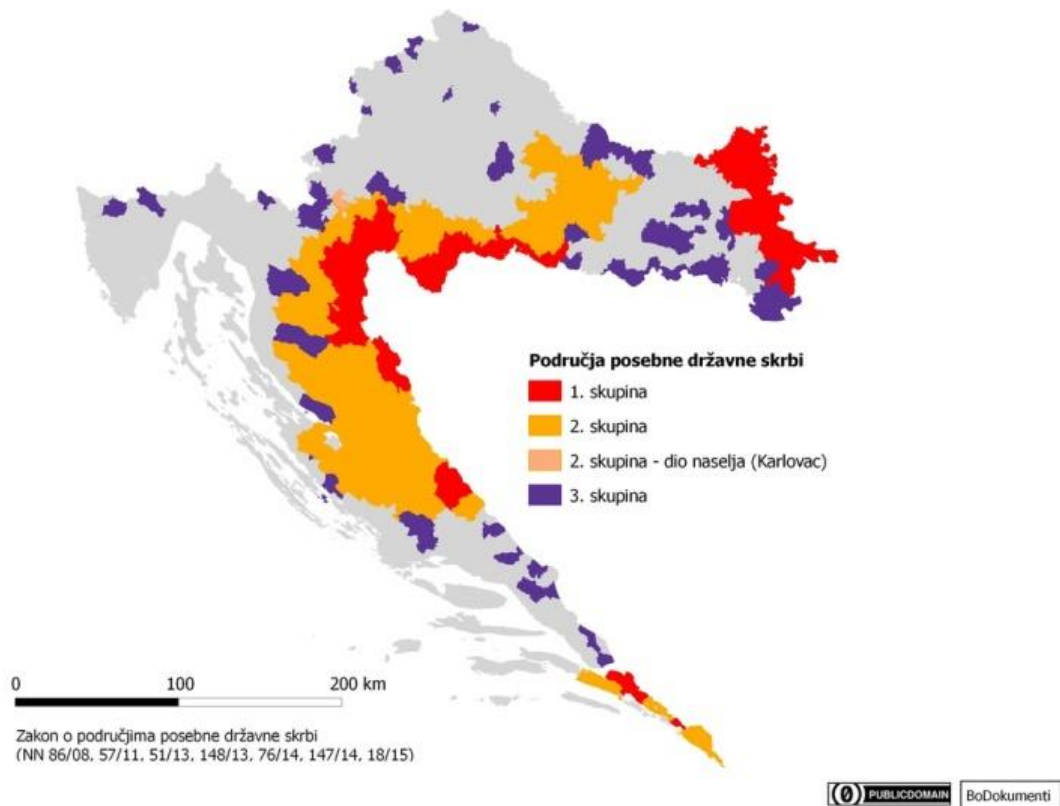 Područja posebne državne skrbi
1. skupina
2. skupina
2. skupina - dio naselja (Karlovac)
3. skupina
0 100 200 km
Zakon o područjima posebne državne skrbi
(NN 86/08, 57/11, 51/13, 148/13, 76/14, 147/14, 18/15)
0 PUBLICDOMAIN BoDokumenti